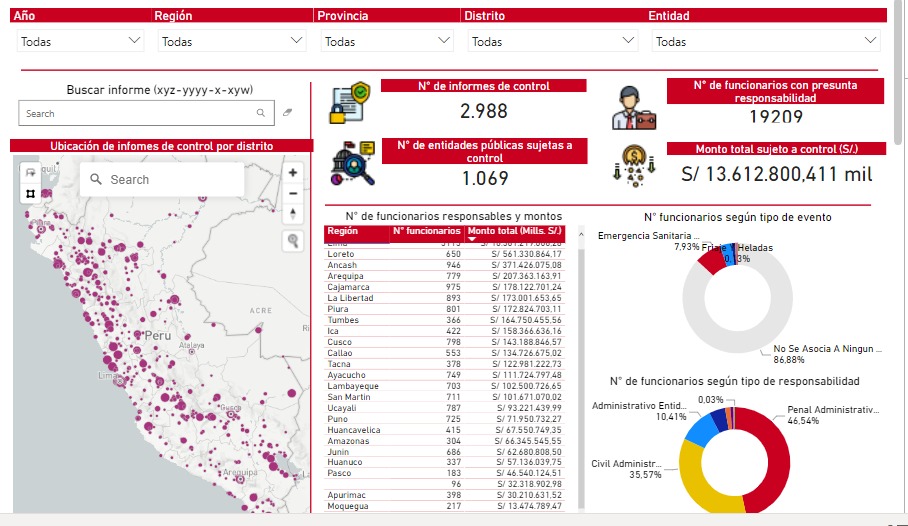 Año Región Provincia Distrito Entidad
Todas Todas Todas Todas Todas
Buscar informe (xyz-yyyy-x-xyw)
Search
Ubicación de infomes de control por distrito
Search
Peru
Lima
Ataleya
Cusco
Arequipa
ACRE
N° de informes de control
2.988
N° de funcionarios con presunta
responsabilidad
19209
N° de entidades públicas sujetas a
control
1.069
Monto total sujeto a control (S/.)
S/ 13.612.800,411 mil
N° de funcionarios responsables y montos
Región N° funcionarios Monto total (Mills. S/.)
Loreto 650 S/ 561.330.864,17
Ancash 946 S/ 371.426.075,08
Arequipa 779 S/ 207.363.163,91
Cajamarca 975 S/ 178.122.701,24
La Libertad 893 S/ 173.001.653,65
Piura 801 S/ 172.824.703,11
Tumbes 366 S/ 164.750.455,56
Ica 422 S/ 158.366.636,16
Cusco 798 S/ 143.188.846,57
Callao 553 S/ 134.726.675,02
Tacna 378 S/ 122.981.222,73
Ayacucho 749 S/ 111.724.797,48
Lambayeque 703 S/ 102.500.726,65
San Martin 711 S/ 101.671.070,02
Ucayali 787 S/ 93.221.439,99
Puno 725 S/ 71.950.732,27
Huancavelica 415 S/ 67.550.749,35
Amazonas 304 S/ 66.345.545,55
Junin 686 S/ 62.680.808,50
Huanuco 337 S/ 57.136.039,75
Pasco 183 S/ 46.540.124,51
96 S/ 32.318.902,98
Apurimac 398 S/ 30.210.631,52
Moquegua 217 S/ 13.474.789,47
N° funcionarios según tipo de evento
Emergencia Sanitaria ...
7,93%
Heladas
No Se Asocia A Ningun ...
86,88%
N° de funcionarios según tipo de responsabilidad
0,03%
Administrativo Entid...
10,41%
Penal Administrativ...
46,54%
Civil Administr...
35,57%